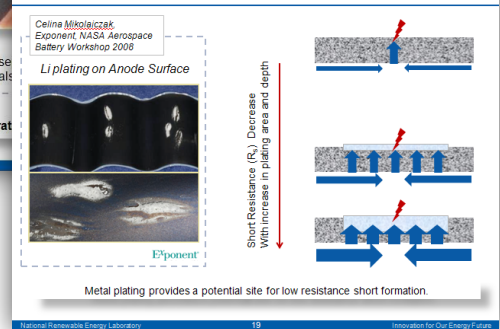 Celina Mikolaiczak,
Exponent, NASA Aerospace
Battery Workshop 2008
Li plating on Anode Surface
Exponent
Short Resistance (Rs) Decrease
With increase in plating area and depth
Metal plating provides a potential site for low resistance short formation.
National Renewable Energy Laboratory
19
Innovation for Our Energy Future